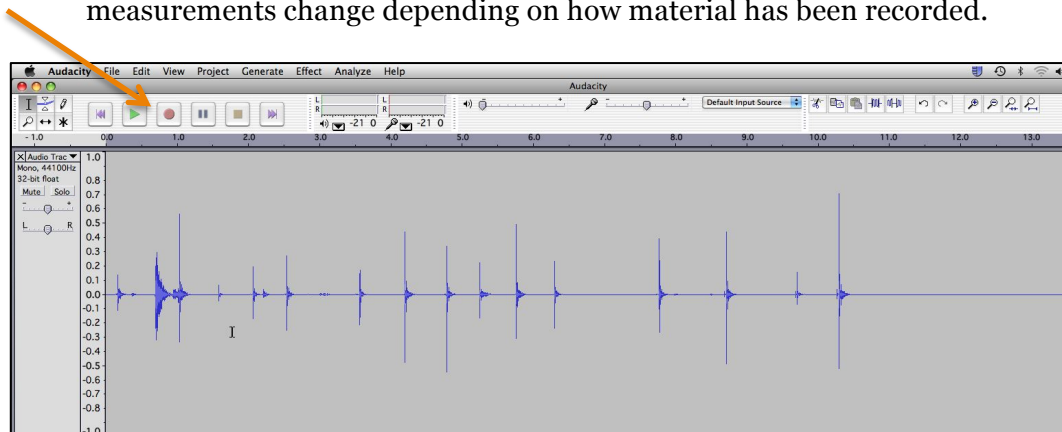 measurements change depending on how material has been recorded.
Audacity File Edit View Project Generate Effect Analyze Help
Audacity
L R L R
-21 0 -21 0
Default Input Source
- 1.0 0.0 1.0 2.0 3.0 4.0 5.0 6.0 7.0 8.0 9.0 10.0 11.0 12.0 13.0
X Audio Trac
Mono, 44100Hz
32-bit float
Mute Solo
- +
L R
1.0
0.8
0.7
0.6
0.5
0.4
0.3
0.2
0.1
0.0
-0.1
-0.2
-0.3
-0.4
-0.5
-0.6
-0.7
-0.8
-1.0